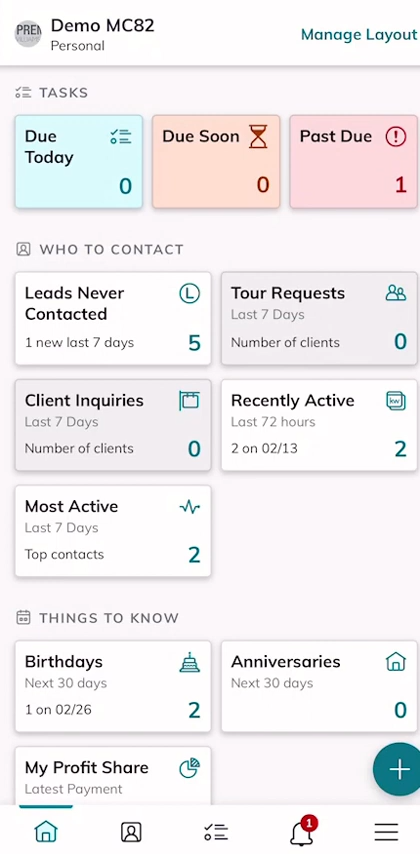 Demo MC82
Personal
Manage Layout
TASKS
Due
Today
0
Due Soon
0
Past Due
1
WHO TO CONTACT
Leads Never
Contacted
1 new last 7 days
5
Tour Requests
Last 7 Days
Number of clients
0
Client Inquiries
Last 7 Days
Number of clients
0
Recently Active
Last 72 hours
2 on 02/13
2
Most Active
Last 7 Days
Top contacts
2
THINGS TO KNOW
Birthdays
Next 30 days
1 on 02/26
2
Anniversaries
Next 30 days
0
My Profit Share
Latest Payment
1